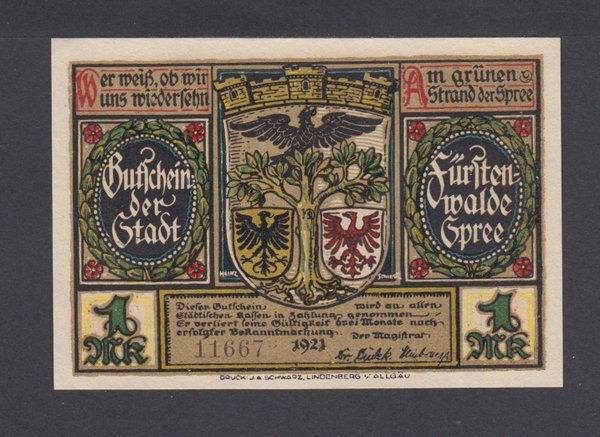 Wer weiß, ob wir
uns wiedersehn
Am grünen
Strand der Spree
Gutschein
der
Stadt
Fürsten-
walde
Spree
HEINZ
SCHIESTL
1
MK
Dieser Gutschein wird an allen
Städtischen Kassen in Zahlung genommen.
Er verliert seine Gültigkeit drei Monate nach
erfolgter Bekanntmachung. Der Magistrat
11667 1921
1
MK
DRUCK: J.A. SCHWARZ, LINDENBERG i/ ALLGÄU